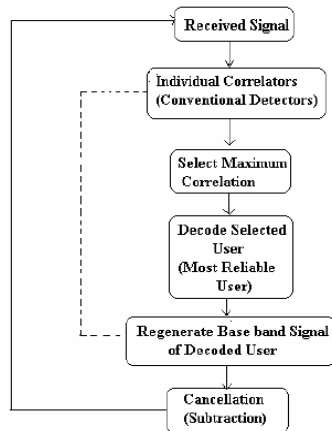 Received Signal
Individual Correlators
(Conventional Detectors)
Select Maximum
Correlation
Decode Selected
User
(Most Reliable
User)
Regenerate Base band Signal
of Decoded User
Cancellation
(Subtraction)